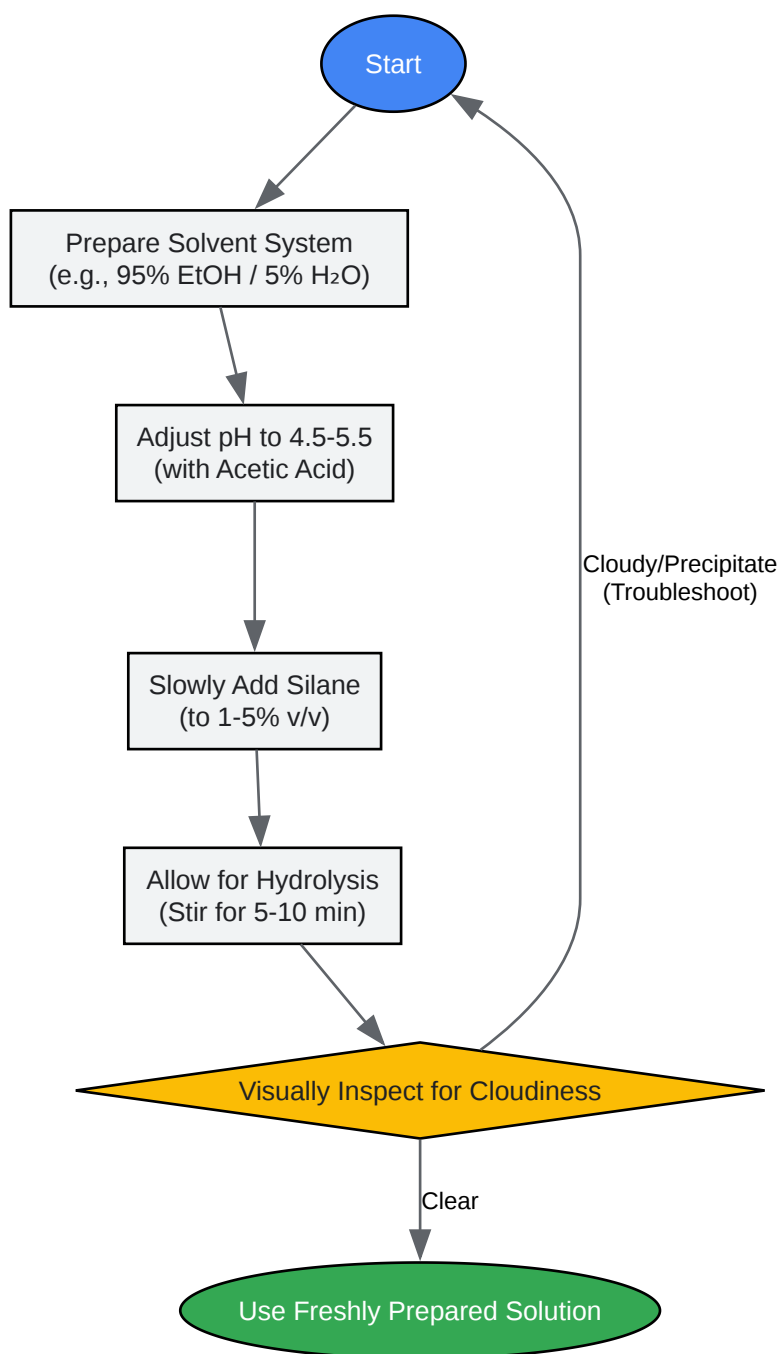 Start
Prepare Solvent System
(e.g., 95% EtOH / 5% H₂O)
Adjust pH to 4.5-5.5
(with Acetic Acid)
Cloudy/Precipitate
(Troubleshoot)
Slowly Add Silane
(to 1-5% v/v)
Allow for Hydrolysis
(Stir for 5-10 min)
Visually Inspect for Cloudiness
Clear
Use Freshly Prepared Solution